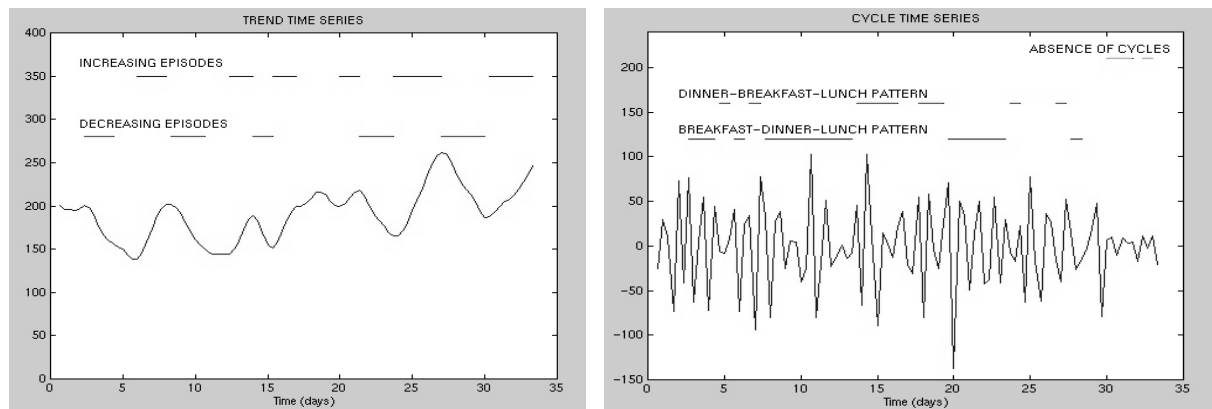 TREND TIME SERIES
400
350
300
250
200
150
100
50
0
INCREASING EPISODES
DECREASING EPISODES
0 5 10 15 20 25 30 35
Time (days)
CYCLE TIME SERIES
200
150
100
50
0
−50
−100
−150
ABSENCE OF CYCLES
DINNER−BREAKFAST−LUNCH PATTERN
BREAKFAST−DINNER−LUNCH PATTERN
0 5 10 15 20 25 30 35
Time (days)